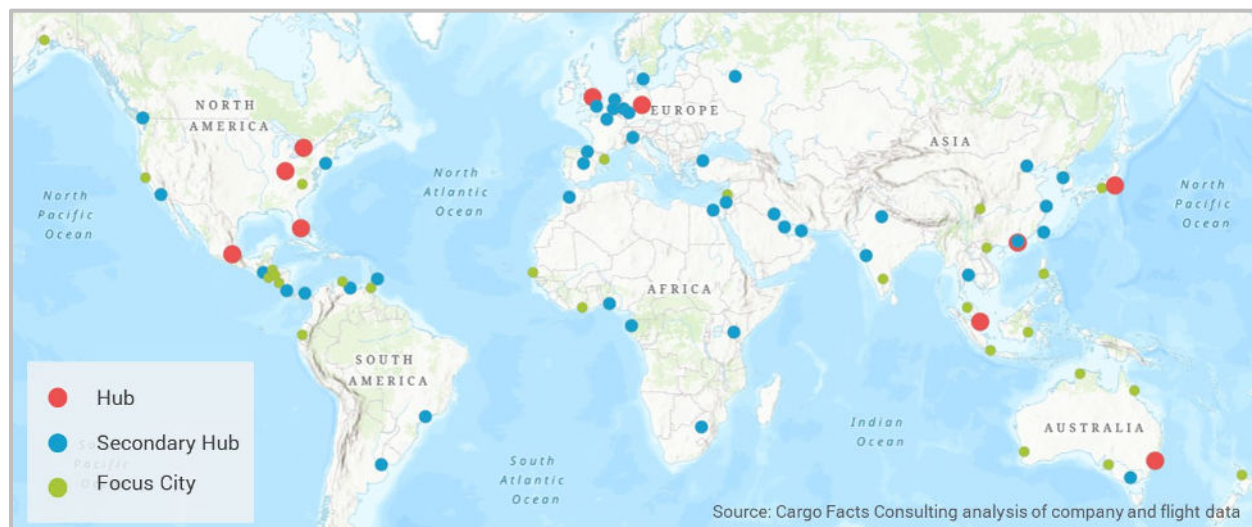 NORTH
AMERICA
EUROPE
ASIA
North
Pacific
Ocean
North
Atlantic
Ocean
North
Pacific
Ocean
AFRICA
SOUTH
AMERICA
Indian
Ocean
AUSTRALIA
South
Atlantic
Ocean
Hub
Secondary Hub
Focus City
Source: Cargo Facts Consulting analysis of company and flight data